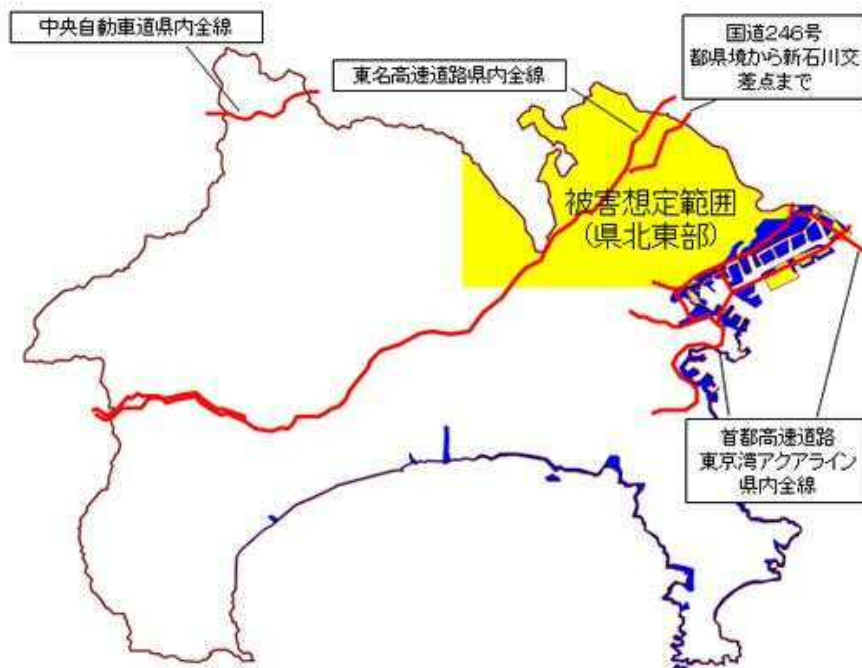 中央自動車道県内全線
国道246号
都県境から新石川交
差点まで
東名高速道路県内全線
被害想定範囲
(県北東部)
首都高速道路
東京湾アクアライン
県内全線